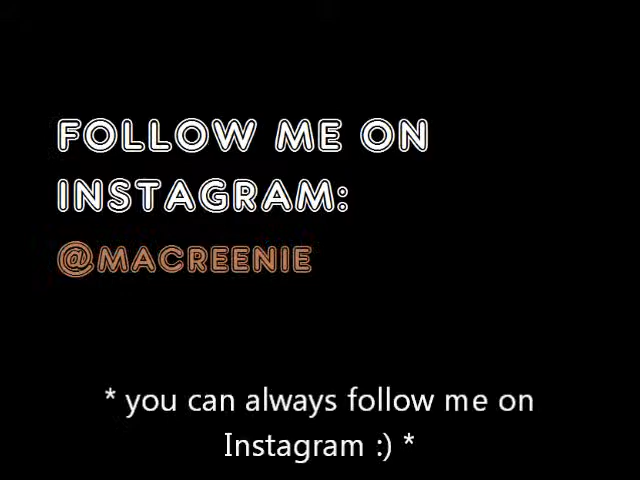 FOLLOW ME ON
INSTAGRAM:
@MACREENIE
* you can always follow me on
Instagram :) *